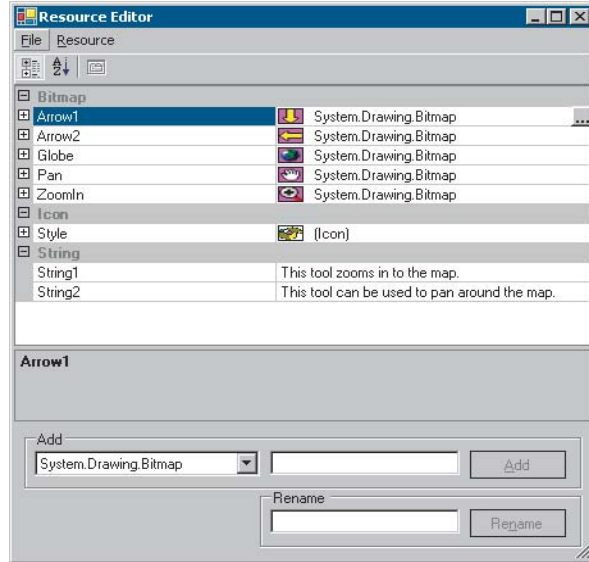 Resource Editor
File Resource
Bitmap
Arrow1 System.Drawing.Bitmap ...
Arrow2 System.Drawing.Bitmap
Globe System.Drawing.Bitmap
Pan System.Drawing.Bitmap
ZoomIn System.Drawing.Bitmap
Icon
Style (Icon)
String
String1 This tool zooms in to the map.
String2 This tool can be used to pan around the map.
Arrow1
Add
System.Drawing.Bitmap Add
Rename
Rename